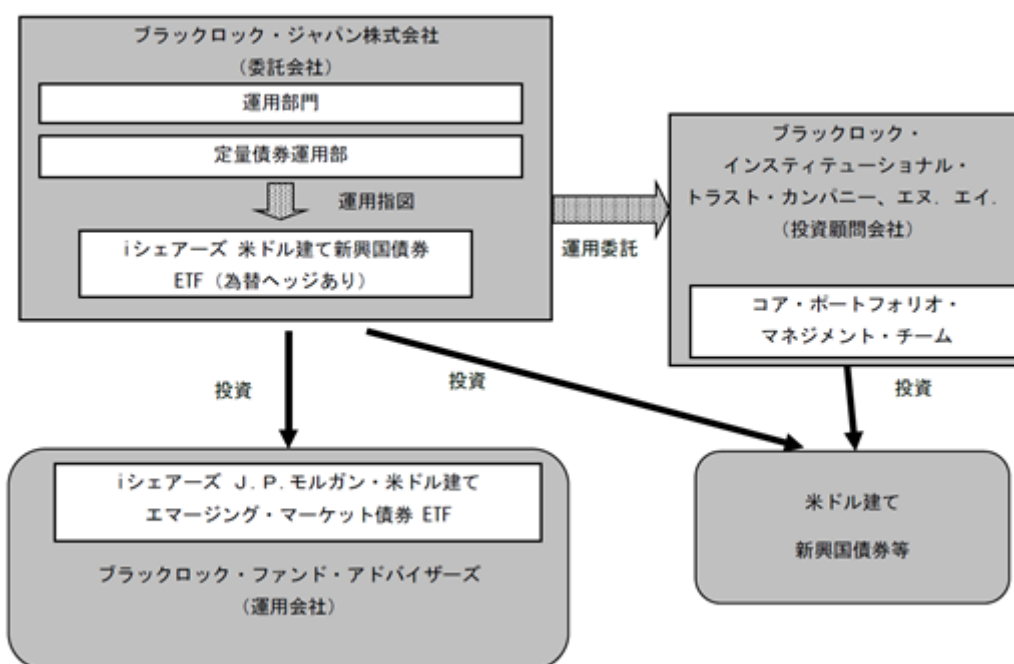 ブラックロック・ジャパン株式会社
（委託会社）
運用部門
定量債券運用部
運用指図
iシェアーズ 米ドル建て新興国債券
ETF（為替ヘッジあり）
運用委託
ブラックロック・
インスティテューショナル・
トラスト・カンパニー、エヌ．エイ．
（投資顧問会社）
コア・ポートフォリオ・
マネジメント・チーム
投資
投資
投資
iシェアーズ J．P．モルガン・米ドル建て
エマージング・マーケット債券 ETF
ブラックロック・ファンド・アドバイザーズ
（運用会社）
米ドル建て
新興国債券等